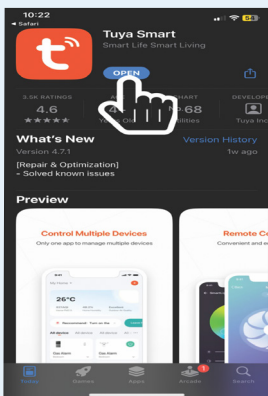 10:22
Safari
54
Tuya Smart
Smart Life Smart Living
OPEN
3.5K RATINGS
DEVELOPE
4.6
68
Tuya Inc
What's New
Version History
Version 4.7.1
1w ago
[Repair & Optimization]
- Solved known issues
Preview
Control Multiple Devices
Only one app to manage multiple devices
Remote Co
Convenient and e
26°C
Today
Games
Apps
Arcade
1
Search